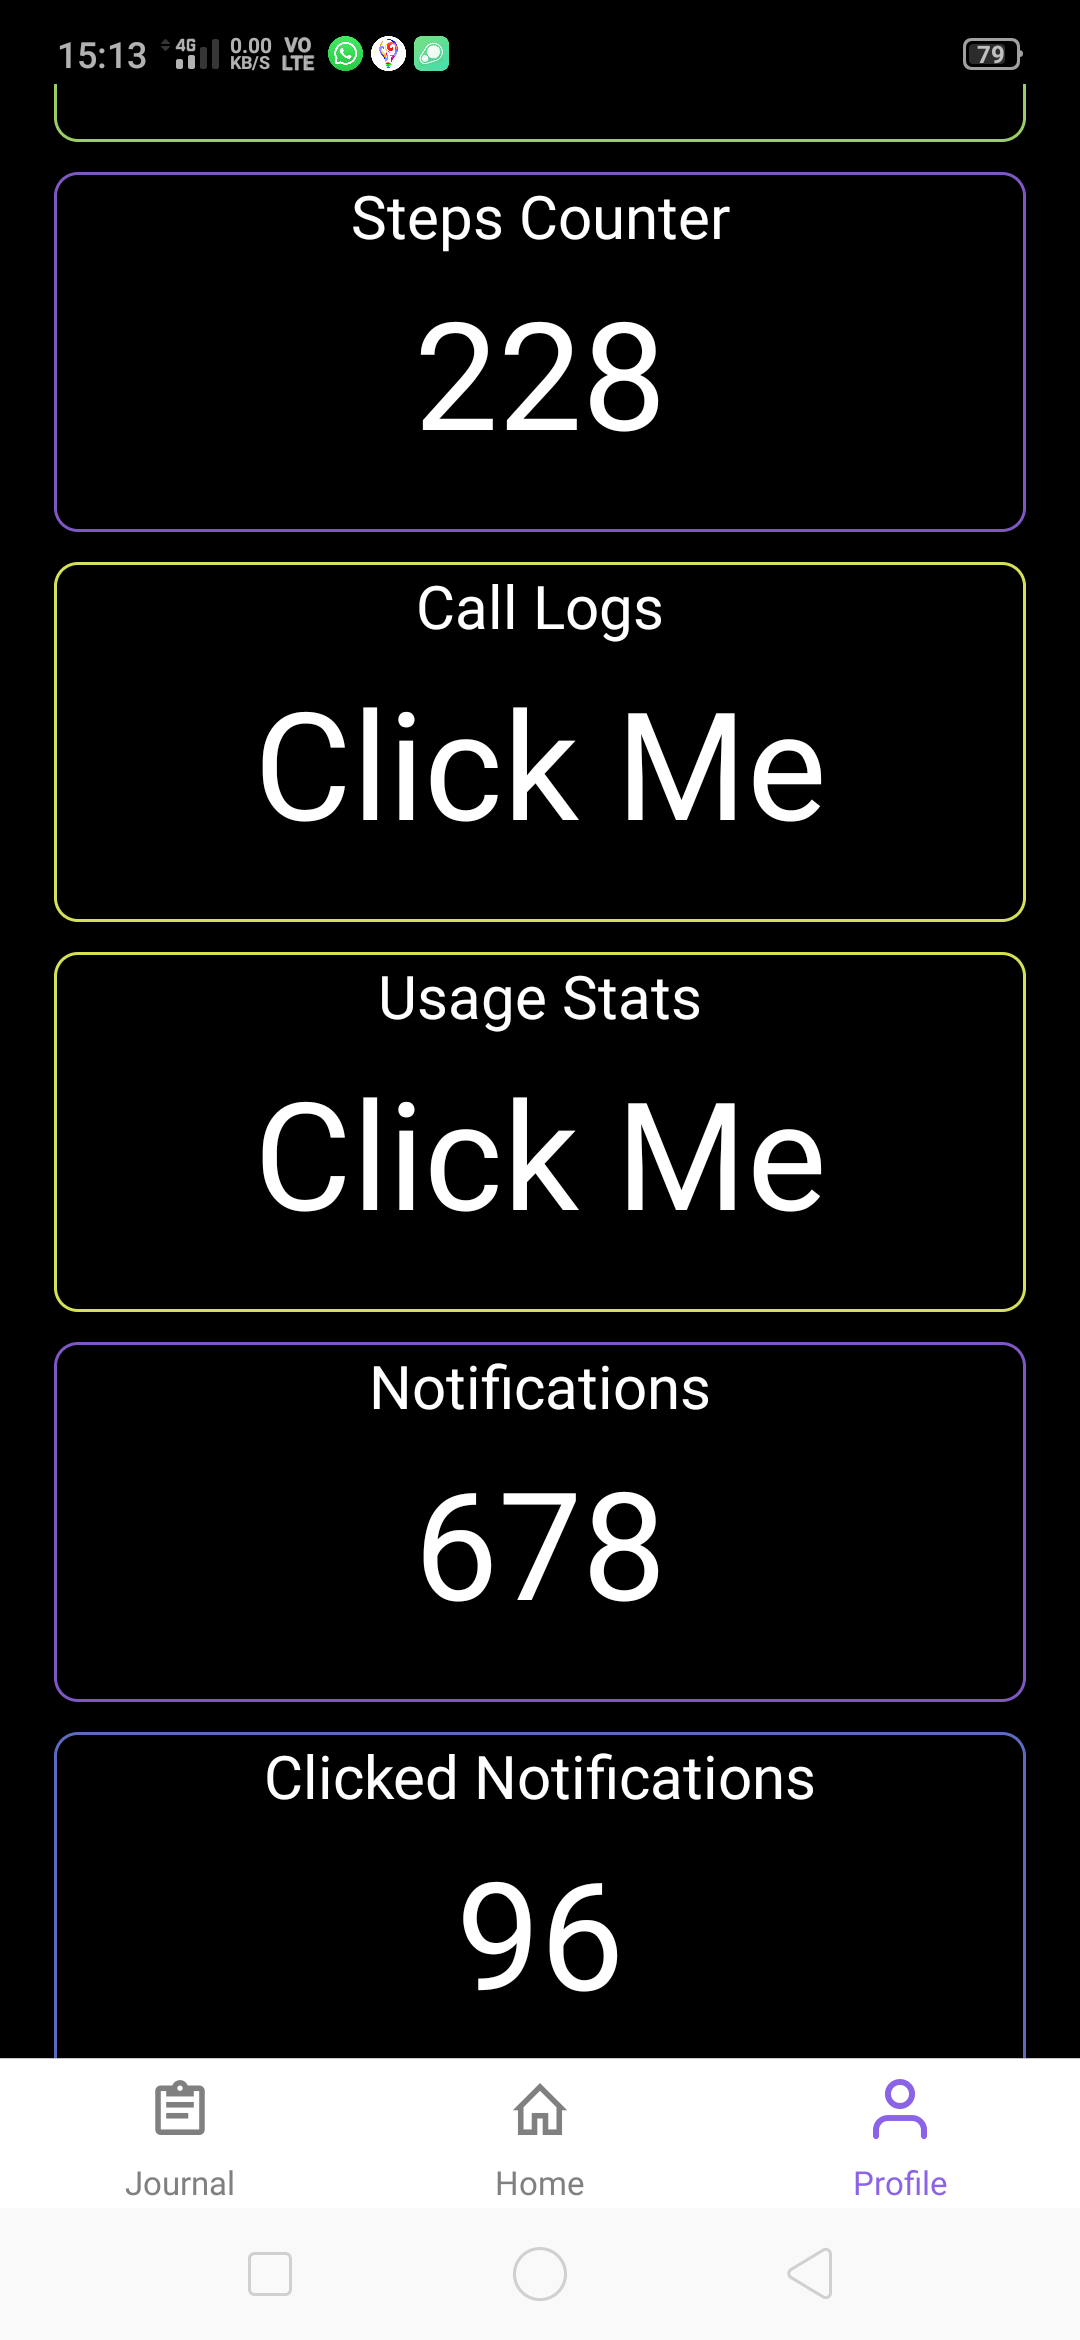 15:13 4G 0.00 KB/S VO LTE 79
Steps Counter
228
Call Logs
Click Me
Usage Stats
Click Me
Notifications
678
Clicked Notifications
96
Journal Home Profile